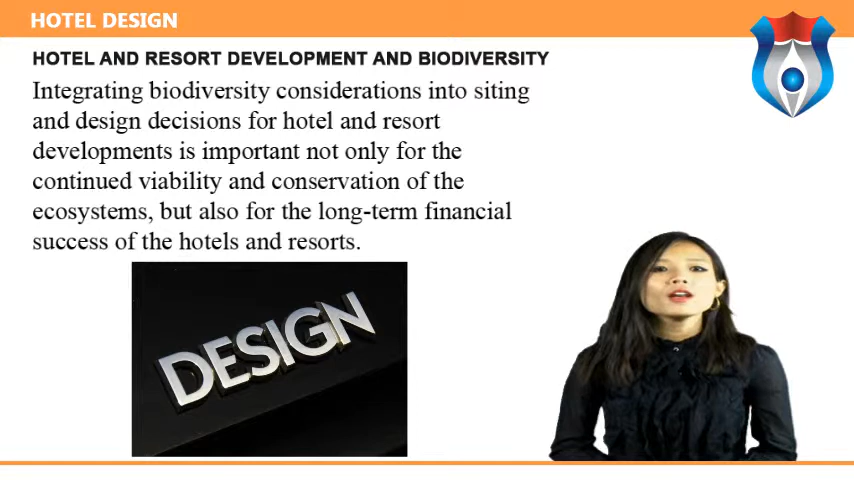 HOTEL DESIGN
HOTEL AND RESORT DEVELOPMENT AND BIODIVERSITY
Integrating biodiversity considerations into siting
and design decisions for hotel and resort
developments is important not only for the
continued viability and conservation of the
ecosystems, but also for the long-term financial
success of the hotels and resorts.
DESIGN